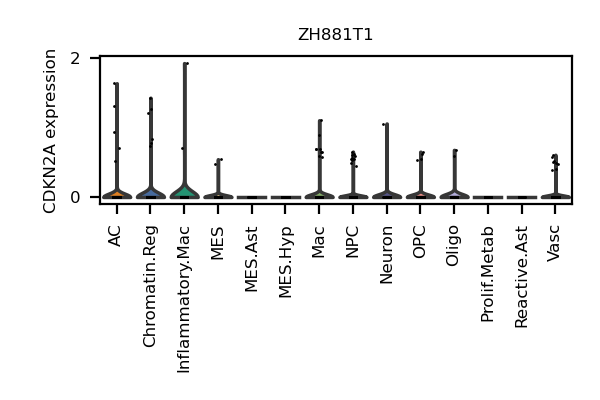 ZH881T1
CDKN2A expression
2
0
AC
Chromatin.Reg
Inflammatory.Mac
MES
MES.Ast
MES.Hyp
Mac
NPC
Neuron
OPC
Oligo
Prolif.Metab
Reactive.Ast
Vasc